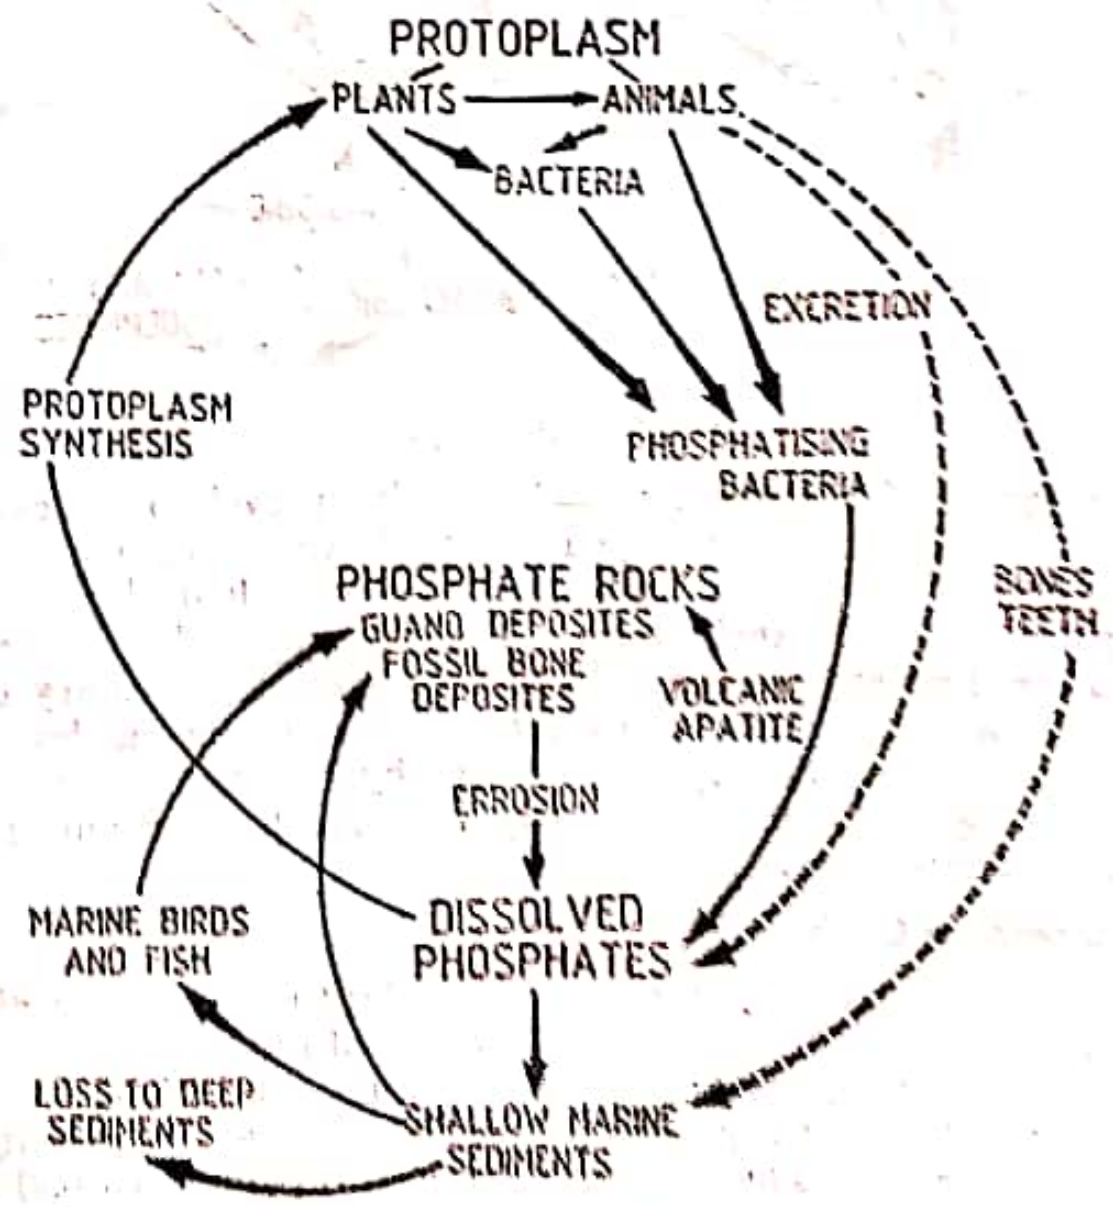 PROTOPLASM
PLANTS
ANIMALS
BACTERIA
EXCRETION
PROTOPLASM
SYNTHESIS
PHOSPHATISING
BACTERIA
PHOSPHATE ROCKS
GUANO DEPOSITES
FOSSIL BONE
DEPOSITES
BONES
TEETH
VOLCANIC
APATITE
ERROSION
DISSOLVED
PHOSPHATES
MARINE BIRDS
AND FISH
LOSS TO DEEP
SEDIMENTS
SHALLOW MARINE
SEDIMENTS